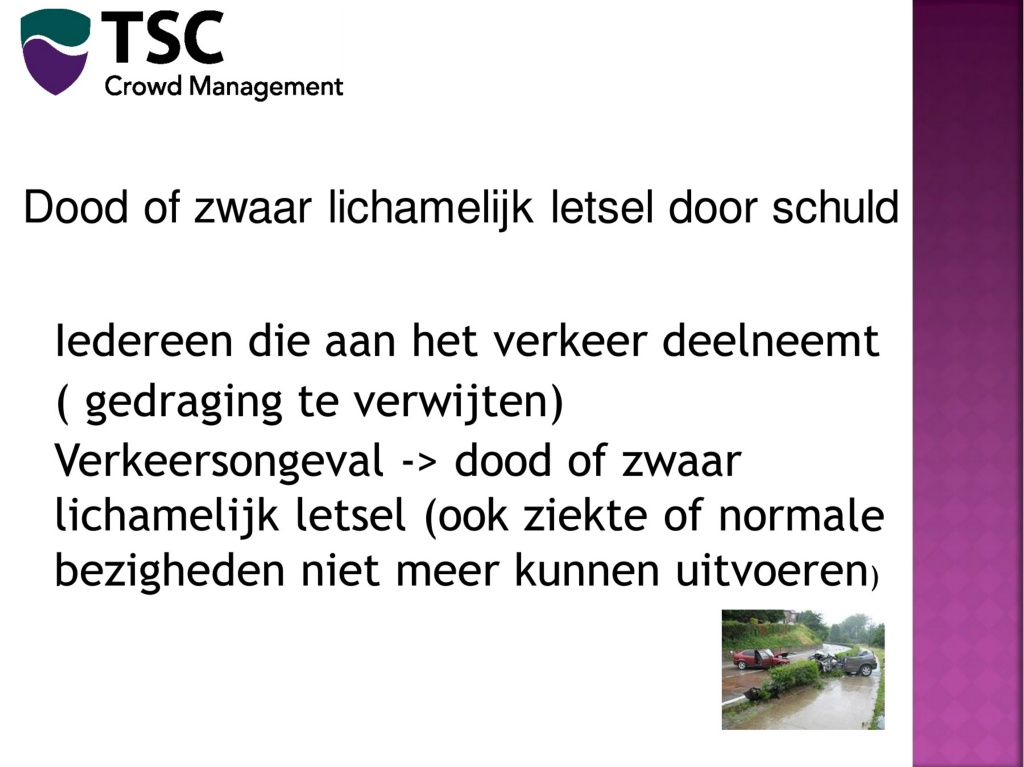 TSC
Crowd Management
Dood of zwaar lichamelijk letsel door schuld
Iedereen die aan het verkeer deelneemt
( gedraging te verwijten)
Verkeersongeval -> dood of zwaar
lichamelijk letsel (ook ziekte of normale
bezigheden niet meer kunnen uitvoeren)